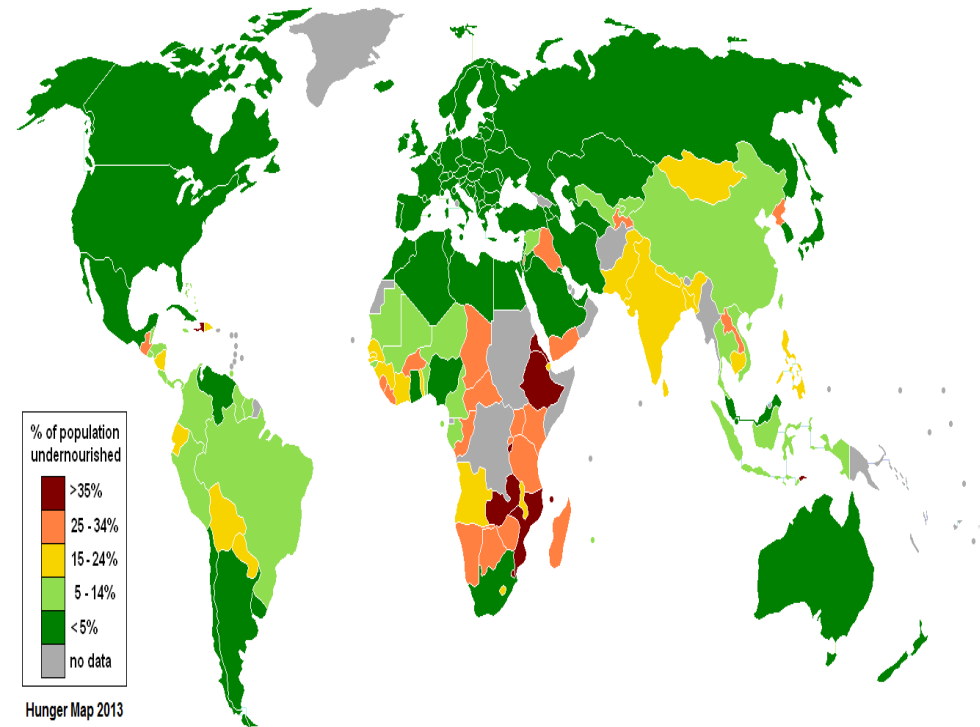 % of population
undernourished
>35%
25 - 34%
15 - 24%
5 - 14%
< 5%
no data
Hunger Map 2013